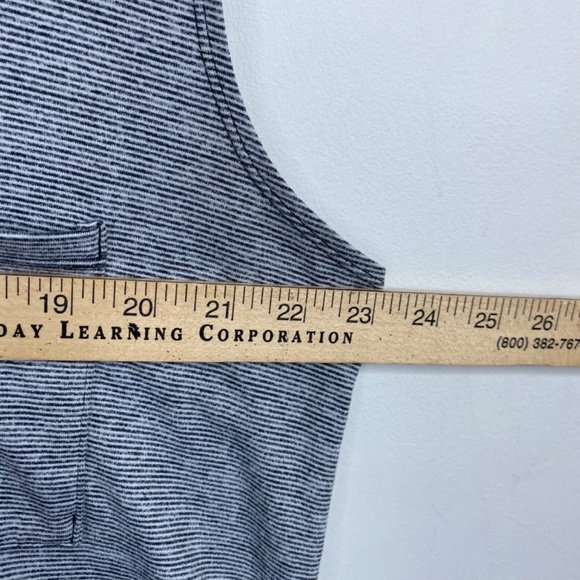 19 20 21 22 23 24 25 26
DAY LEARNING CORPORATION
(800) 382-767